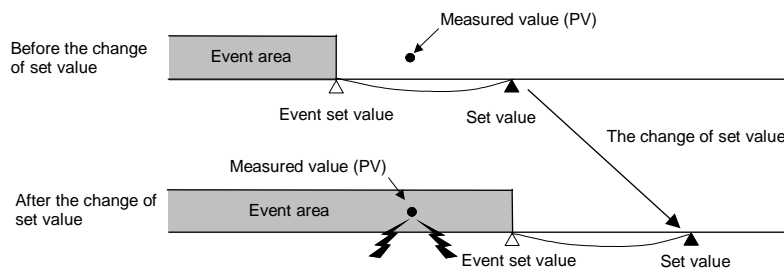 Measured value (PV)
Before the change
of set value
Event area
Event set value
Set value
The change of set value
Measured value (PV)
After the change of
set value
Event area
Event set value
Set value